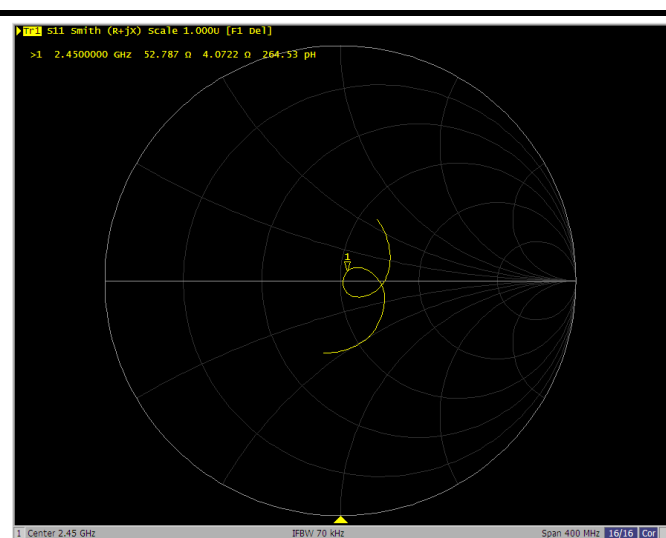 Tr1 S11 Smith (R+jX) Scale 1.000U [F1 Del]
>1 2.4500000 GHz 52.787 Ω 4.0722 Ω 264.53 pH
1
1 Center 2.45 GHz IFBW 70 kHz Span 400 MHz 16/16 Cor